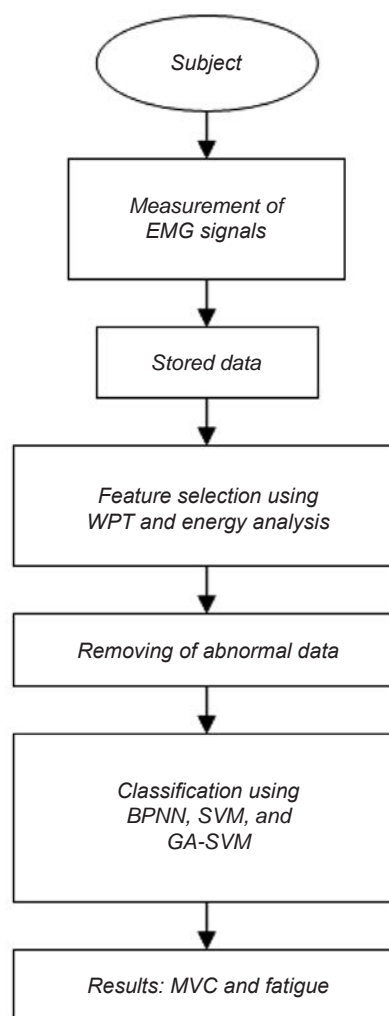 Subject
Measurement of
EMG signals
Stored data
Feature selection using
WPT and energy analysis
Removing of abnormal data
Classification using
BPNN, SVM, and
GA-SVM
Results: MVC and fatigue